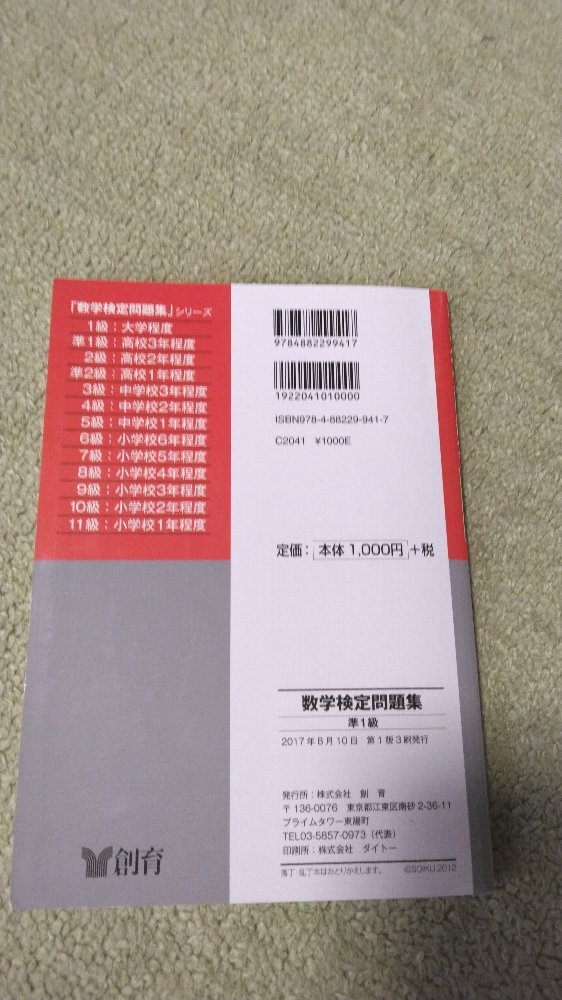 「数学検定問題集」シリーズ
1級：大学程度
準1級：高校3年程度
2級：高校2年程度
準2級：高校1年程度
3級：中学校3年程度
4級：中学校2年程度
5級：中学校1年程度
6級：小学校6年程度
7級：小学校5年程度
8級：小学校4年程度
9級：小学校3年程度
10級：小学校2年程度
11級：小学校1年程度
創育
9784882299417
1922041010000
ISBN978-4-88229-941-7
C2041 ¥1000E
定価：本体1,000円+税
数学検定問題集
準1級
2017年8月10日 第1版3刷発行
発行所：株式会社 創育
〒136-0076 東京都江東区南砂2-36-11
プライムタワー東陽町
TEL03-5857-0973（代表）
印刷所：株式会社 ダイトー
落丁・乱丁本はおとりかえします。 ©SOIKU 2012